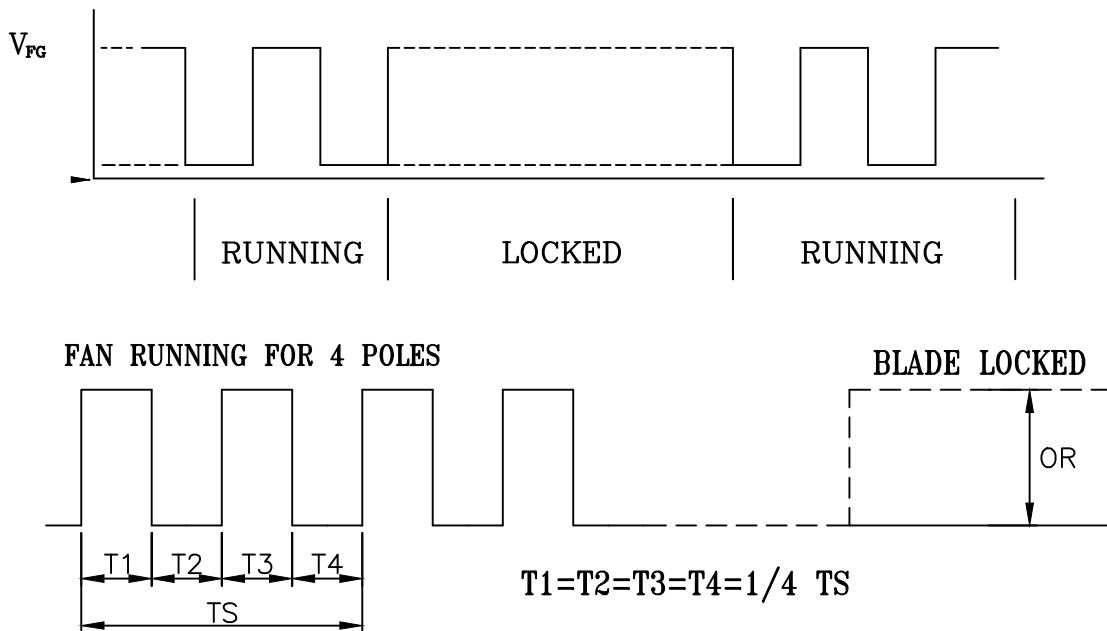 VFG
RUNNING LOCKED RUNNING
FAN RUNNING FOR 4 POLES
BLADE LOCKED
OR
T1 T2 T3 T4
T1=T2=T3=T4=1/4 TS
TS